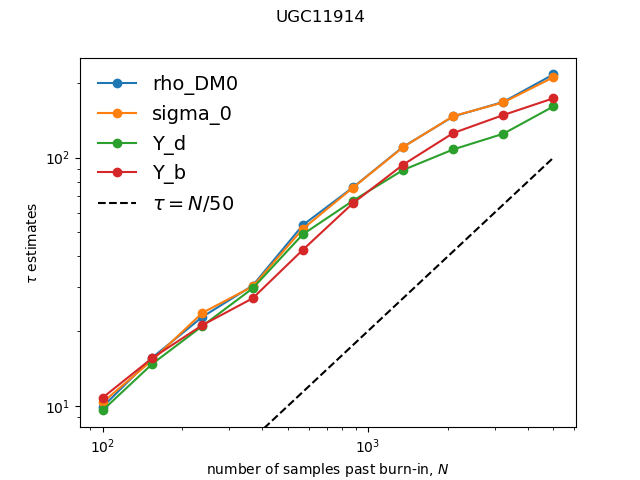 UGC11914
rho_DM0
sigma_0
Y_d
Y_b
τ = N/50
10²
10¹
τ estimates
10² 10³
number of samples past burn-in, N